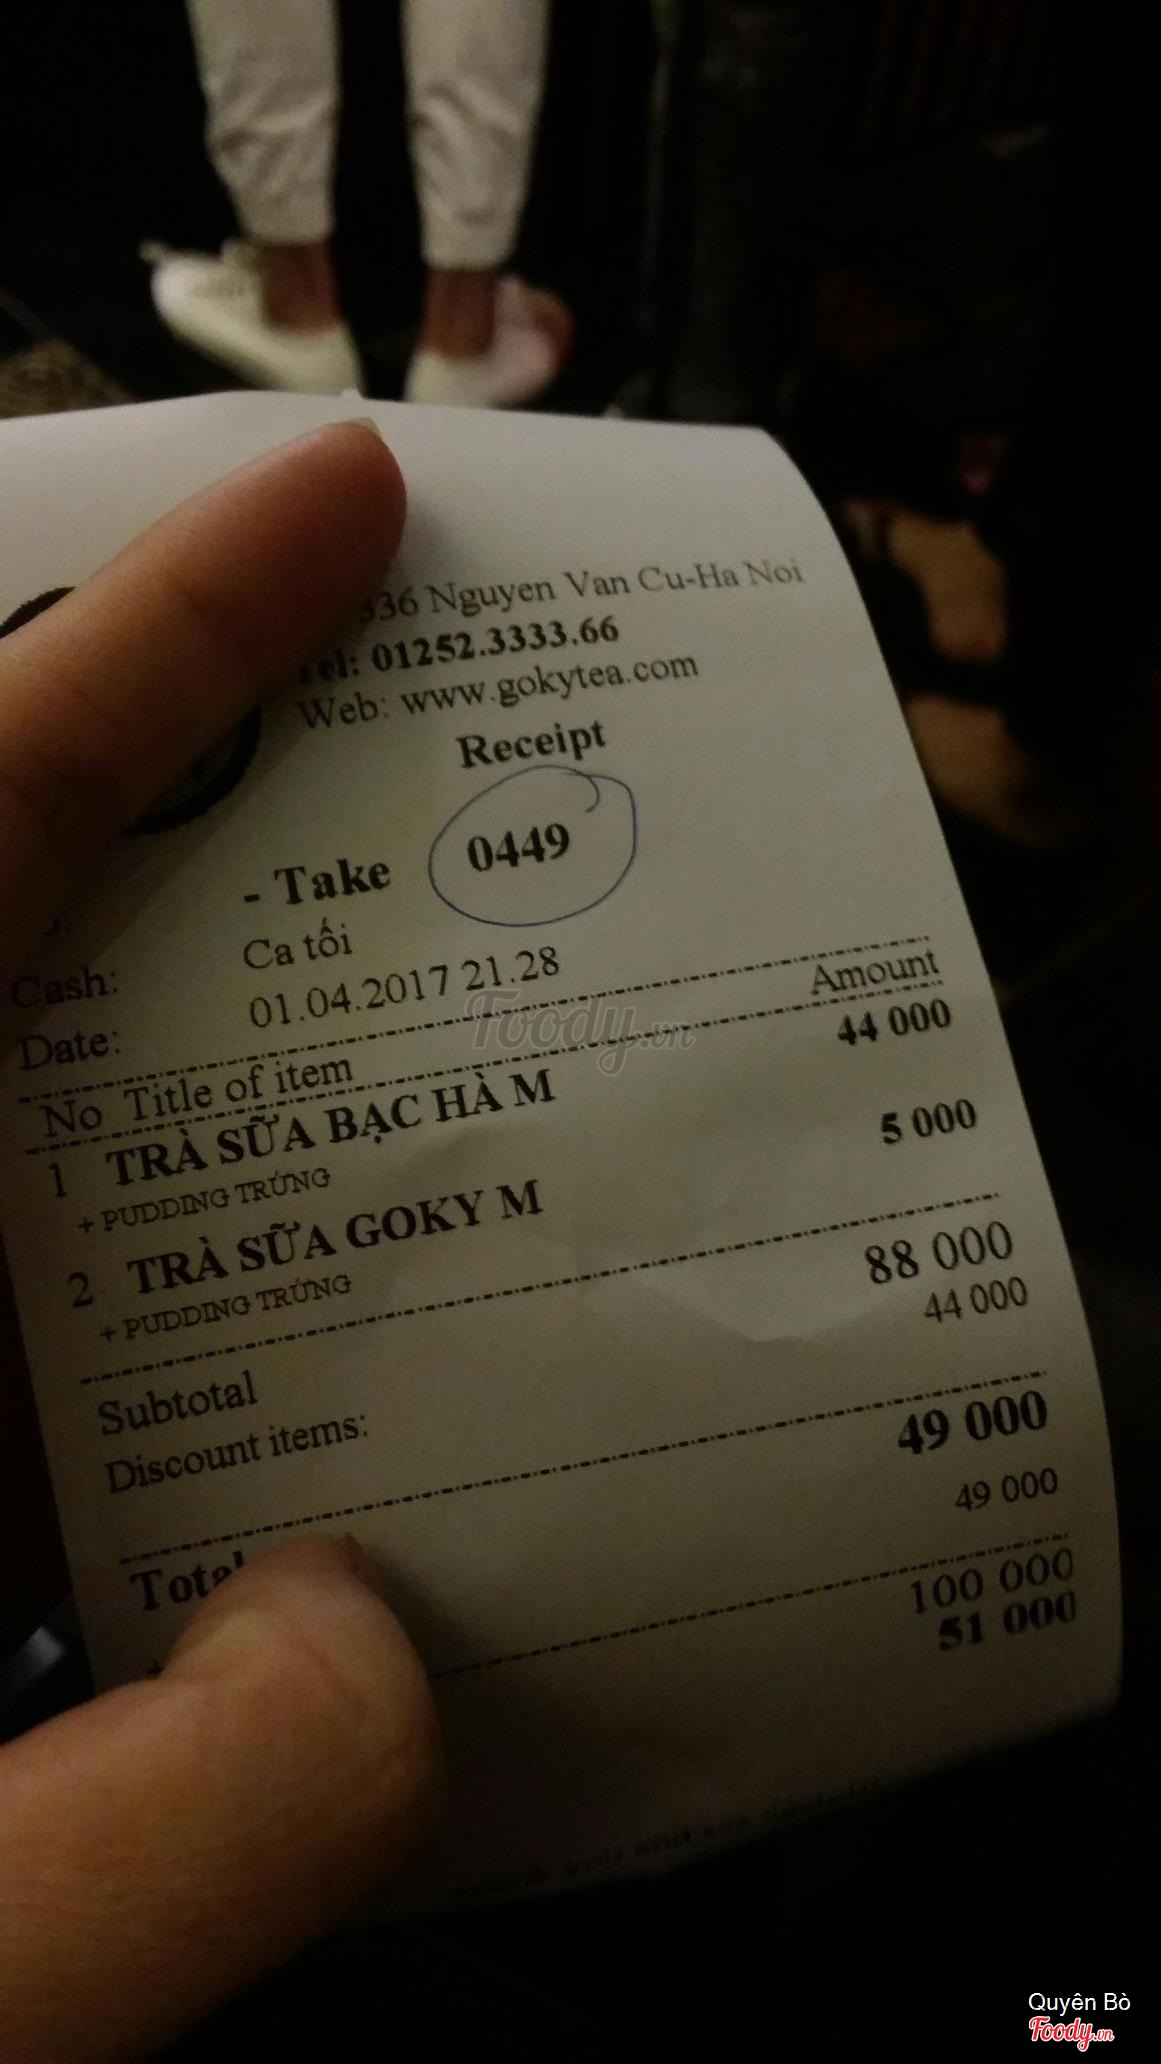 336 Nguyen Van Cu-Ha Noi
Tel: 01252.3333.66
Web: www.gokytea.com
Receipt
- Take 0449
Cash: Ca tối
Date: 01.04.2017 21.28
No Title of item Amount
1 TRÀ SỮA BẠC HÀ M 44 000
+ PUDDING TRỨNG
2 TRÀ SỮA GOKY M 5 000
+ PUDDING TRỨNG
Subtotal 88 000
Discount items: 44 000
Total 49 000
49 000
100 000
51 000
Foody.vn
Quyên Bò
Foody.vn